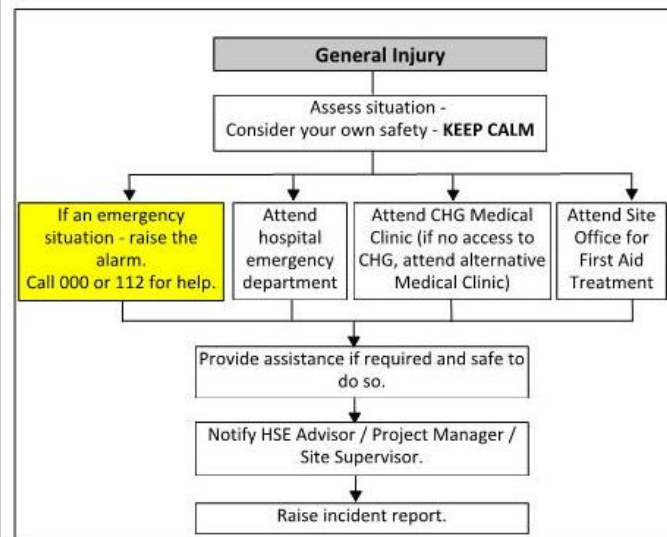 General Injury
Assess situation -
Consider your own safety - KEEP CALM
If an emergency
situation - raise the
alarm.
Call 000 or 112 for help.
Attend
hospital
emergency
department
Attend CHG Medical
Clinic (if no access to
CHG, attend alternative
Medical Clinic)
Attend Site
Office for
First Aid
Treatment
Provide assistance if required and safe to
do so.
Notify HSE Advisor / Project Manager /
Site Supervisor.
Raise incident report.